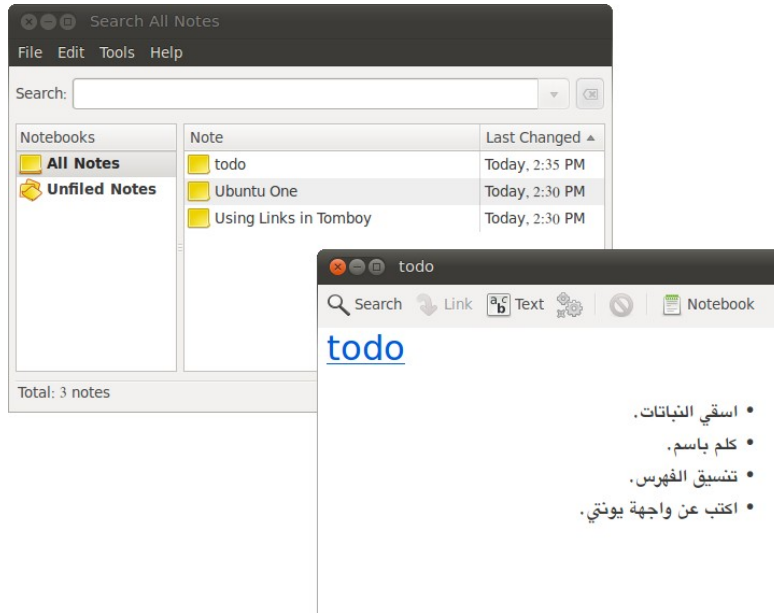 Search All Notes
File Edit Tools Help
Search:
Notebooks Note Last Changed
All Notes todo Today, 2:35 PM
Unfiled Notes Ubuntu One Today, 2:30 PM
Using Links in Tomboy Today, 2:30 PM
Total: 3 notes
todo
Search Link Text Notebook
todo
• اسقي النباتات.
• كلم باسم.
• تنسيق الفهرس.
• اكتب عن واجهة يونتي.